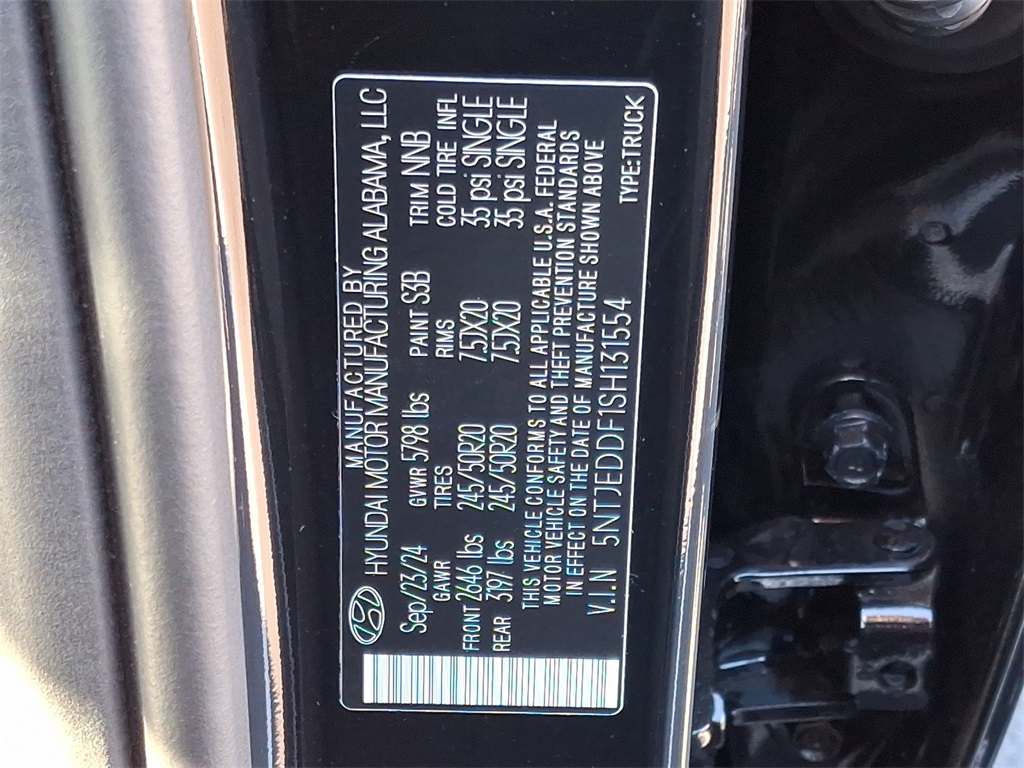 MANUFACTURED BY
HYUNDAI MOTOR MANUFACTURING ALABAMA, LLC
Sep/23/24 GVWR 5798 lbs PAINT S3B TRIM NNB
GAWR TIRES RIMS COLD TIRE INFL
FRONT 2646 lbs 245/50R20 7.5JX20 35 psi SINGLE
REAR 3197 lbs 245/50R20 7.5JX20 35 psi SINGLE
THIS VEHICLE CONFORMS TO ALL APPLICABLE U.S.A. FEDERAL
MOTOR VEHICLE SAFETY AND THEFT PREVENTION STANDARDS
IN EFFECT ON THE DATE OF MANUFACTURE SHOWN ABOVE
V.I.N 5NTJEDDF1SH131554 TYPE:TRUCK